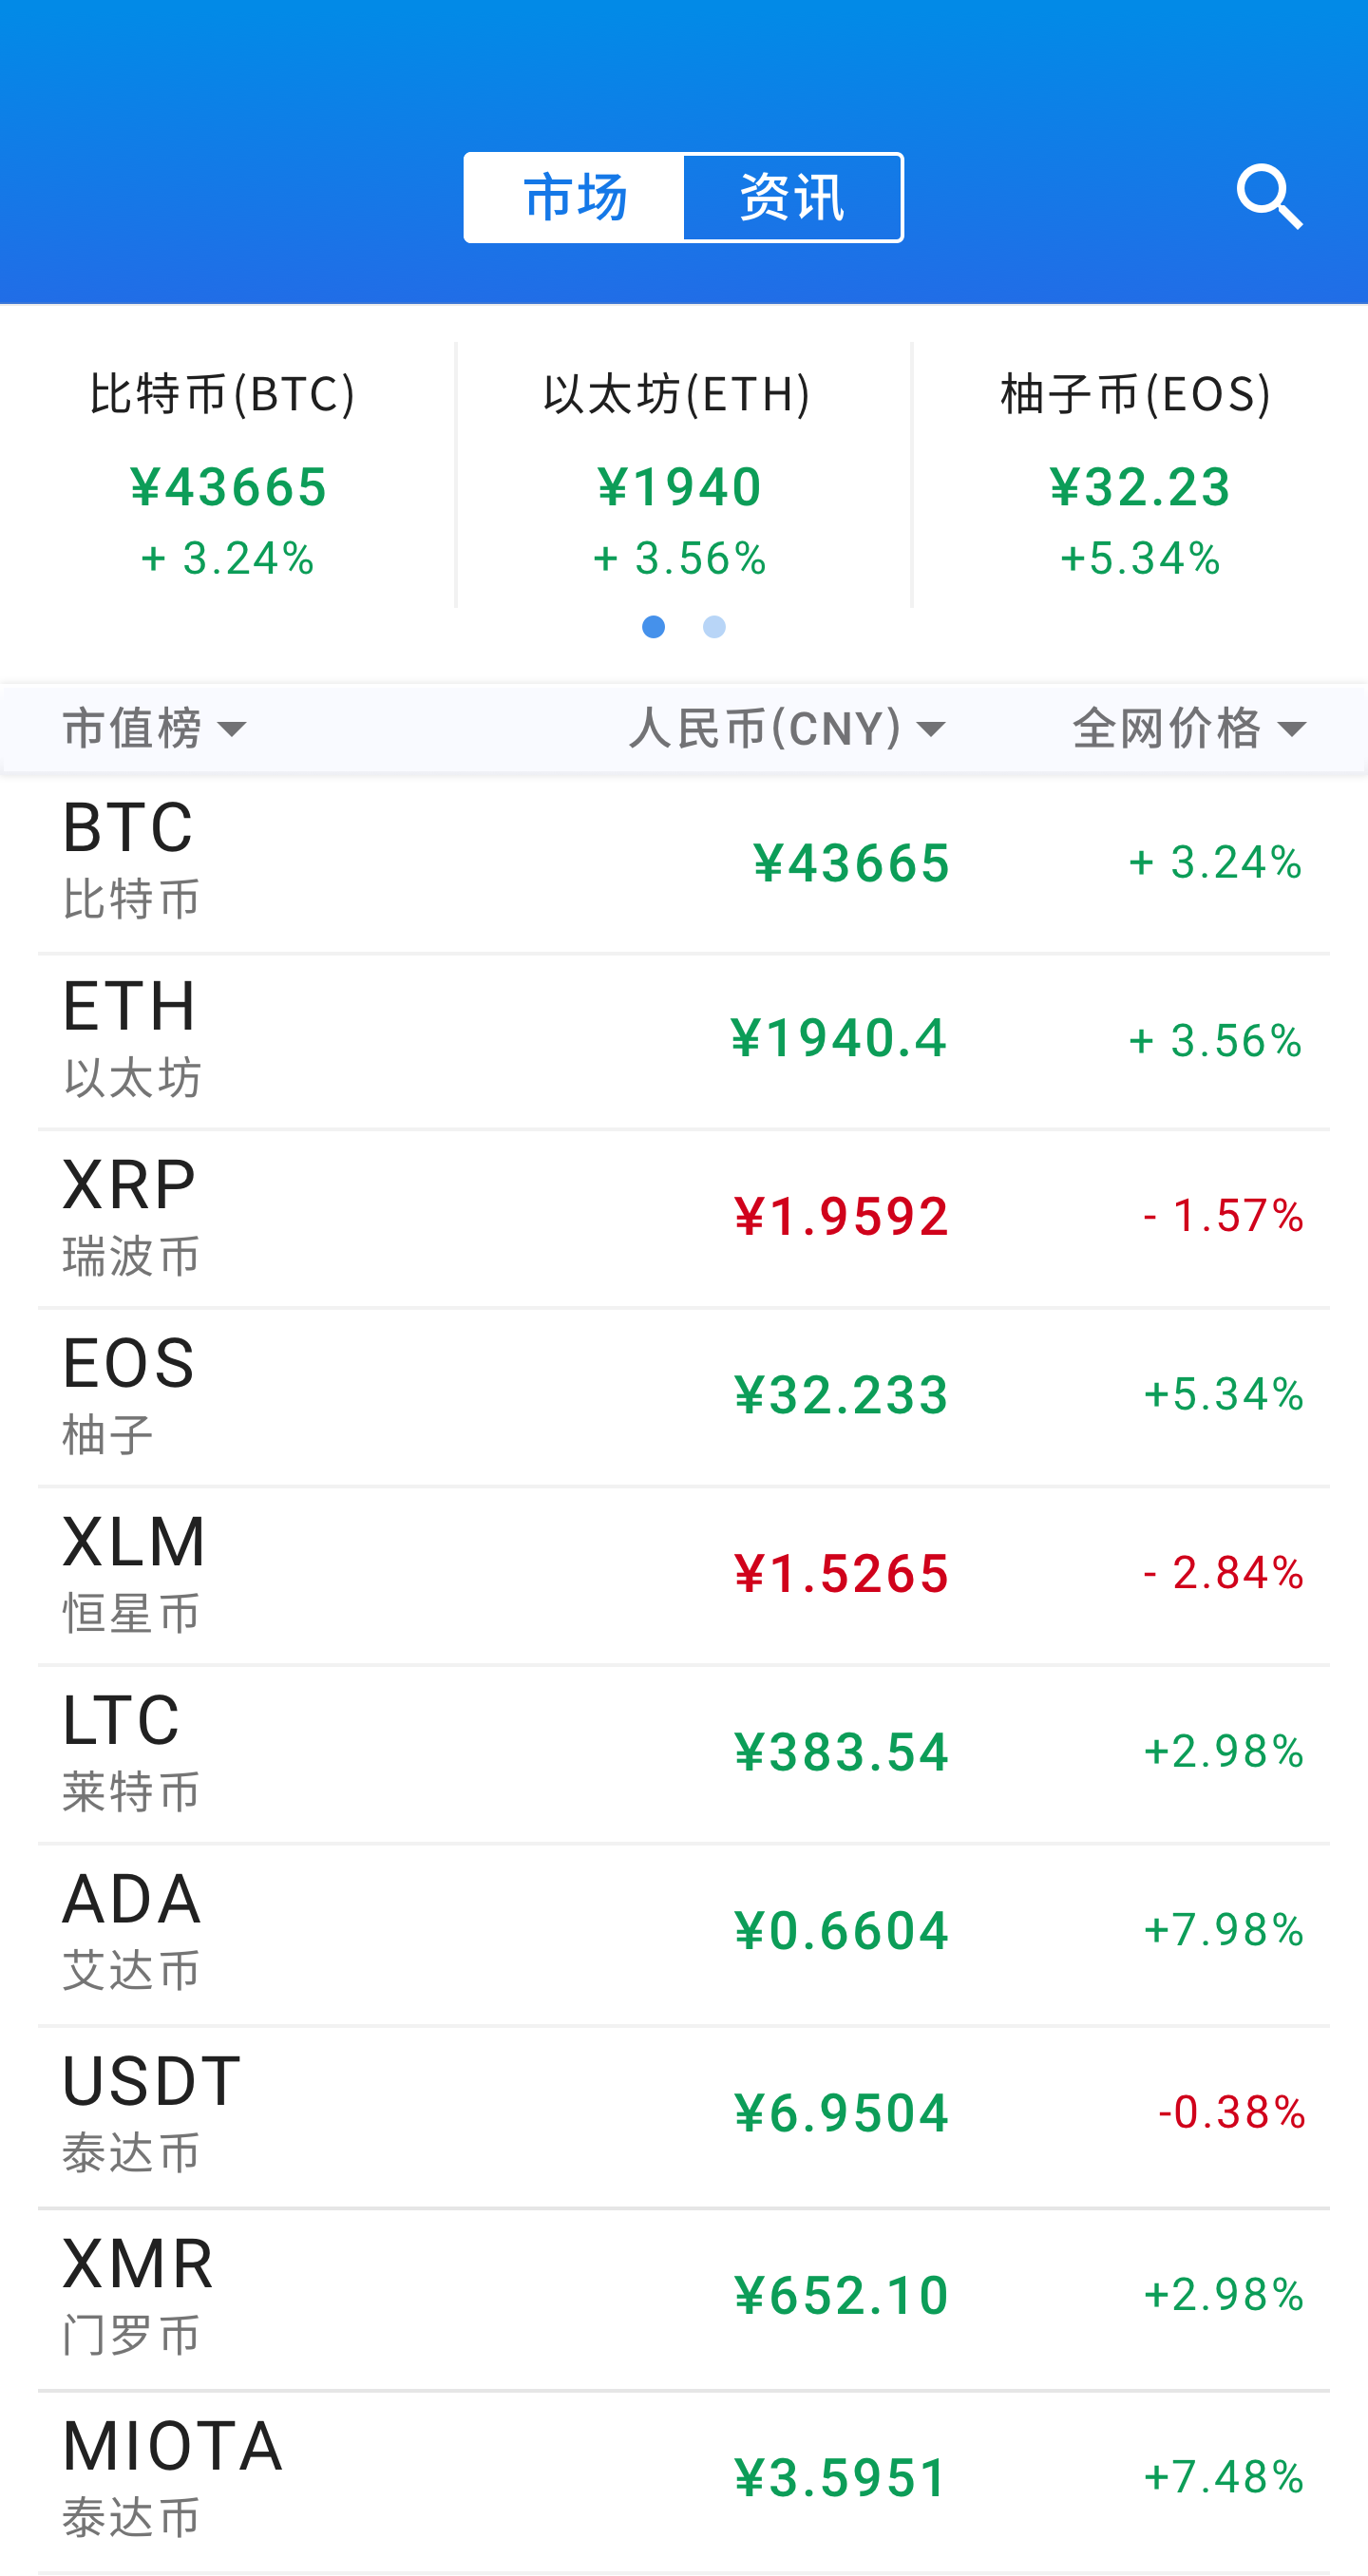 市场 资讯
比特币(BTC) 以太坊(ETH) 柚子币(EOS)
¥43665 ¥1940 ¥32.23
+ 3.24% + 3.56% +5.34%
市值榜 人民币(CNY) 全网价格
BTC
¥43665 + 3.24%
比特币
ETH
¥1940.4 + 3.56%
以太坊
XRP
¥1.9592 - 1.57%
瑞波币
EOS
¥32.233 +5.34%
柚子
XLM
¥1.5265 - 2.84%
恒星币
LTC
¥383.54 +2.98%
莱特币
ADA
¥0.6604 +7.98%
艾达币
USDT
¥6.9504 -0.38%
泰达币
XMR
¥652.10 +2.98%
门罗币
MIOTA
¥3.5951 +7.48%
泰达币